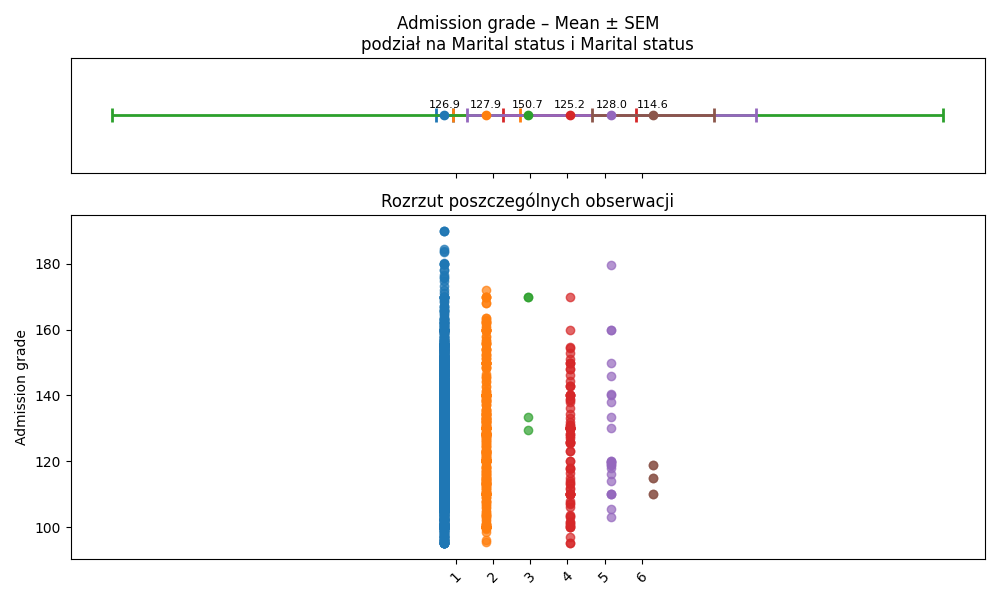 Admission grade – Mean ± SEM
podział na Marital status i Marital status
126.9 127.9 150.7 125.2 128.0 114.6
Rozrzut poszczególnych obserwacji
Admission grade
180
160
140
120
100
1 2 3 4 5 6